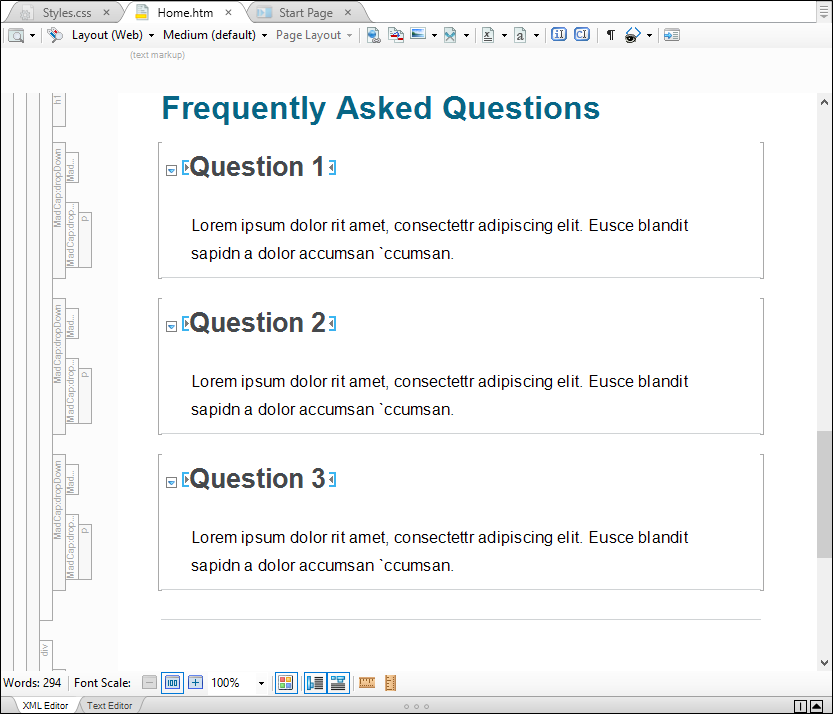 Styles.css
Home.htm
Start Page
Layout (Web) Medium (default) Page Layout
(text markup)
h1
Frequently Asked Questions
MadCap:dropDown
Mad...
MadCap:drop...
p
Question 1
Lorem ipsum dolor rit amet, consectettr adipiscing elit. Eusce blandit
sapidn a dolor accumsan `ccumsan.
MadCap:dropDown
Mad...
MadCap:drop...
p
Question 2
Lorem ipsum dolor rit amet, consectettr adipiscing elit. Eusce blandit
sapidn a dolor accumsan `ccumsan.
MadCap:dropDown
Mad...
MadCap:drop...
p
Question 3
Lorem ipsum dolor rit amet, consectettr adipiscing elit. Eusce blandit
sapidn a dolor accumsan `ccumsan.
div
Words: 294 Font Scale: 100 100%
XML Editor Text Editor